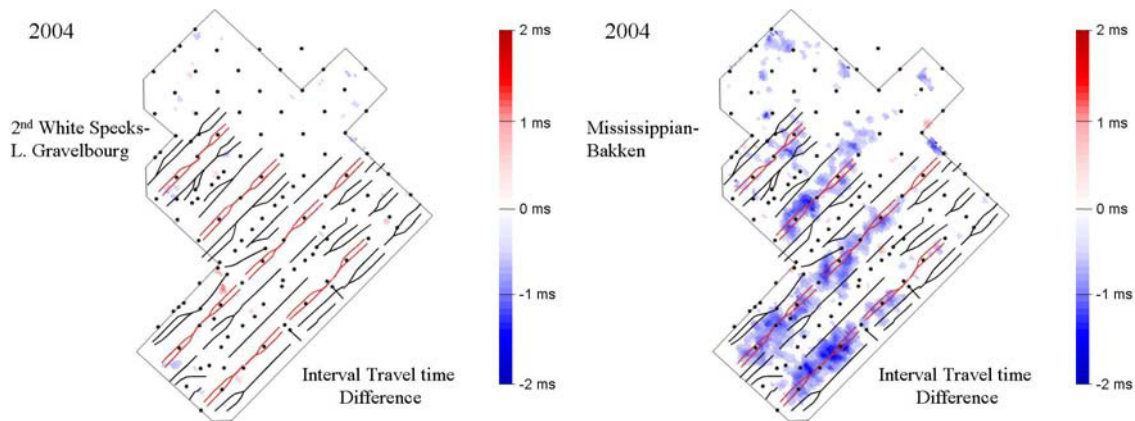 2004
2nd White Specks-
L. Gravelbourg
Interval Travel time
Difference
2 ms
1 ms
0 ms
-1 ms
-2 ms
2004
Mississippian-
Bakken
Interval Travel time
Difference
2 ms
1 ms
0 ms
-1 ms
-2 ms